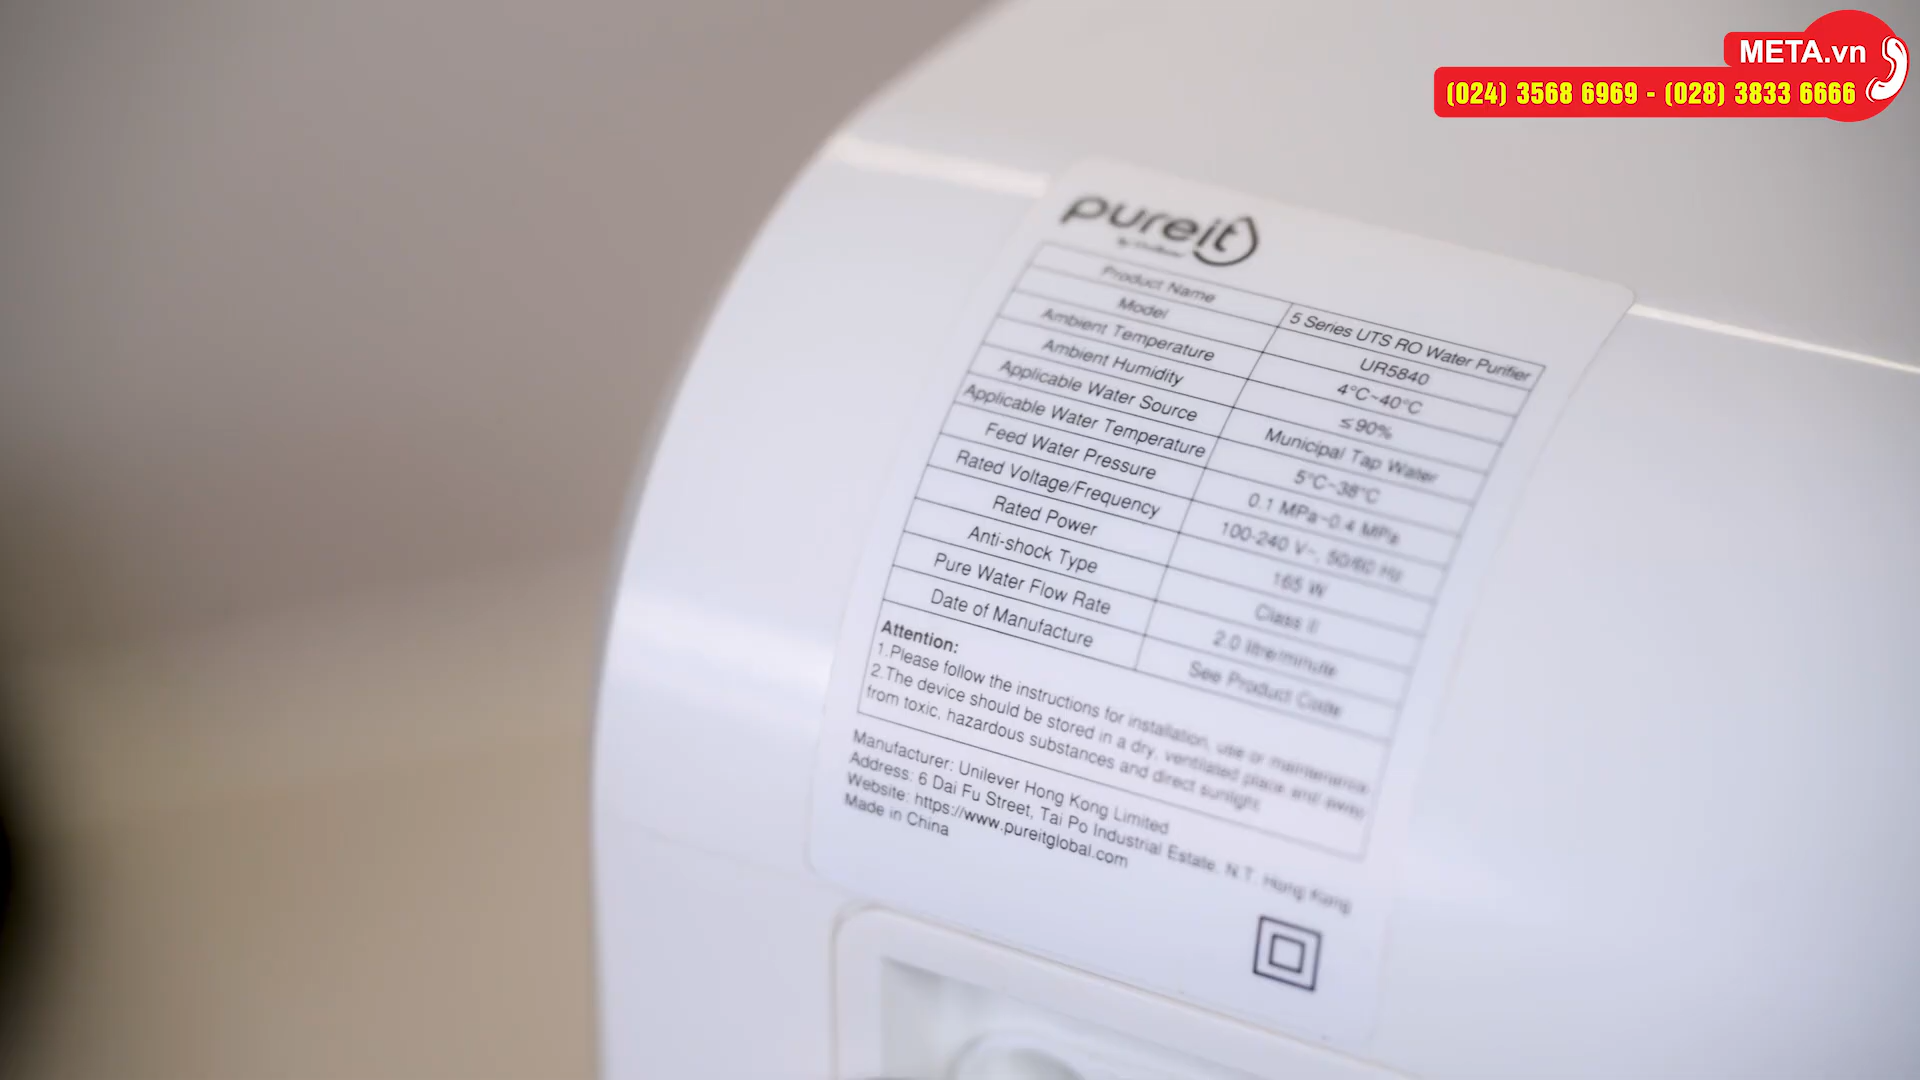 META.vn
(024) 3568 6969 - (028) 3833 6666
pureit
by Unilever
Product Name 5 Series UTS RO Water Purifier
Model UR5840
Ambient Temperature 4°C~40°C
Ambient Humidity ≤90%
Applicable Water Source Municipal Tap Water
Applicable Water Temperature 5°C~38°C
Feed Water Pressure 0.1 MPa~0.4 MPa
Rated Voltage/Frequency 100-240 V~, 50/60 Hz
Rated Power 165 W
Anti-shock Type Class II
Pure Water Flow Rate 2.0 litre/minute
Date of Manufacture See Product Code
Attention:
1.Please follow the instructions for installation, use or maintenance.
2.The device should be stored in a dry, ventilated place and away
from toxic, hazardous substances and direct sunlight.
Manufacturer: Unilever Hong Kong Limited
Address: 6 Dai Fu Street, Tai Po Industrial Estate, N.T. Hong Kong
Website: https://www.pureitglobal.com
Made in China